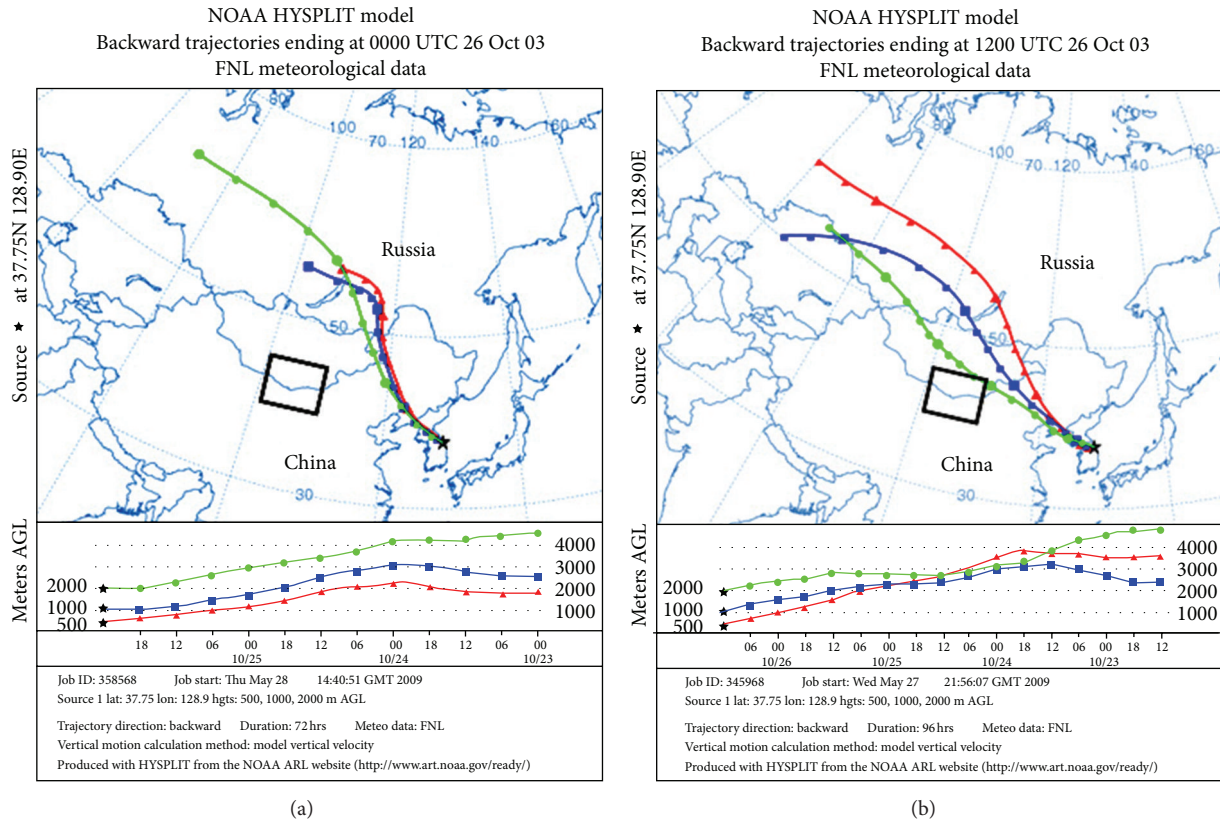 NOAA HYSPLIT model
Backward trajectories ending at 0000 UTC 26 Oct 03
FNL meteorological data
Source ★ at 37.75N 128.90E
80
100
70
120
140
160
Russia
50
China
30
Meters AGL
2000
1000
500
4000
3000
2000
1000
18 12 06 00 18 12 06 00 18 12 06 00
10/25 10/24 10/23
Job ID: 358568 Job start: Thu May 28 14:40:51 GMT 2009
Source 1 lat: 37.75 lon: 128.9 hgts: 500, 1000, 2000 m AGL
Trajectory direction: backward Duration: 72 hrs Meteo data: FNL
Vertical motion calculation method: model vertical velocity
Produced with HYSPLIT from the NOAA ARL website (http://www.art.noaa.gov/ready/)
(a)
NOAA HYSPLIT model
Backward trajectories ending at 1200 UTC 26 Oct 03
FNL meteorological data
Source ★ at 37.75N 128.90E
80
100
70
120
140
160
Russia
50
China
30
Meters AGL
2000
1000
500
4000
3000
2000
1000
06 00 18 12 06 00 18 12 06 00 18 12 06 00 18 12
10/26 10/25 10/24 10/23
Job ID: 345968 Job start: Wed May 27 21:56:07 GMT 2009
Source 1 lat: 37.75 lon: 128.9 hgts: 500, 1000, 2000 m AGL
Trajectory direction: backward Duration: 96 hrs Meteo data: FNL
Vertical motion calculation method: model vertical velocity
Produced with HYSPLIT from the NOAA ARL website (http://www.art.noaa.gov/ready/)
(b)